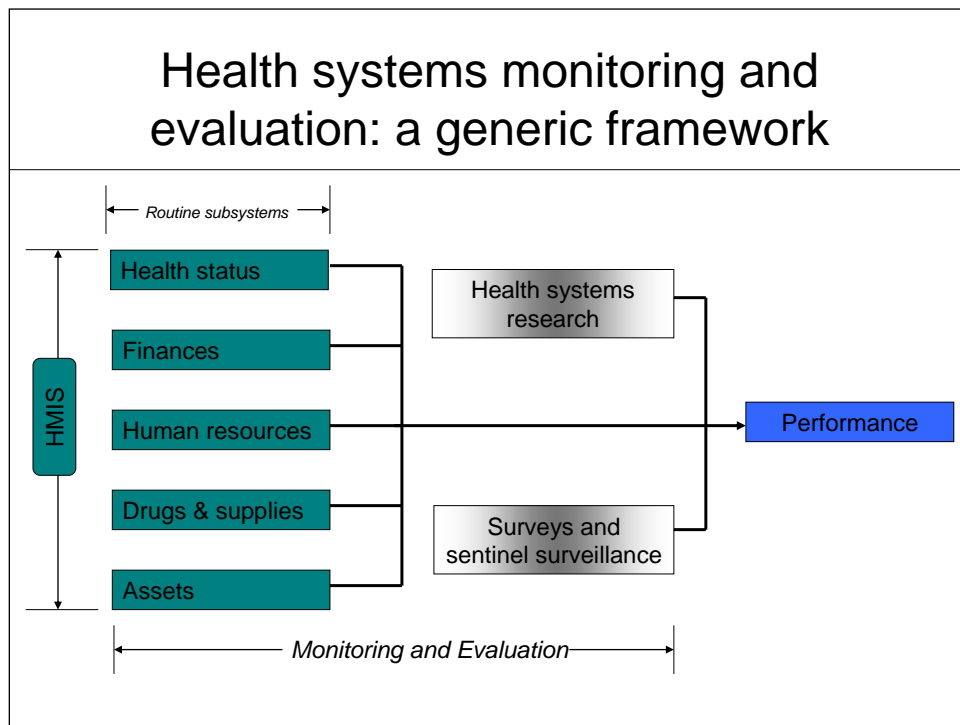 Health systems monitoring and
evaluation: a generic framework
Routine subsystems
Health status
Finances
HMIS
Human resources
Drugs & supplies
Assets
Health systems
research
Surveys and
sentinel surveillance
Performance
Monitoring and Evaluation